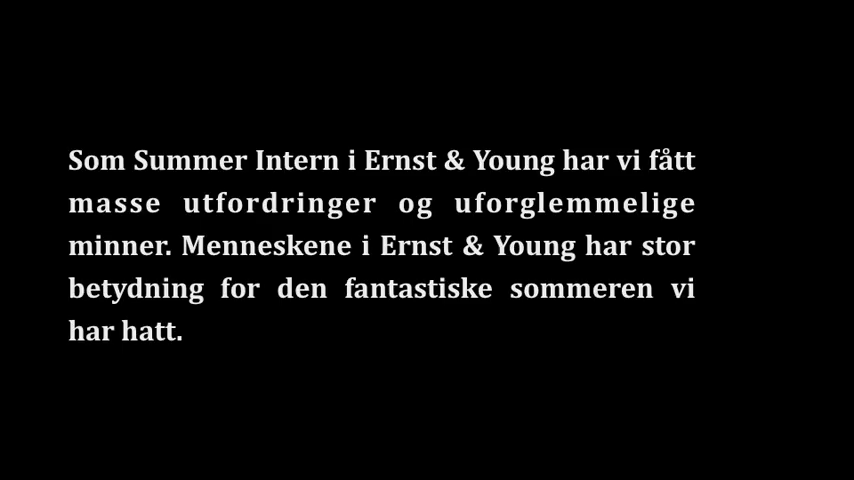 Som Summer Intern i Ernst & Young har vi fått
masse utfordringer og uforglemmelige
minner. Menneskene i Ernst & Young har stor
betydning for den fantastiske sommeren vi
har hatt.